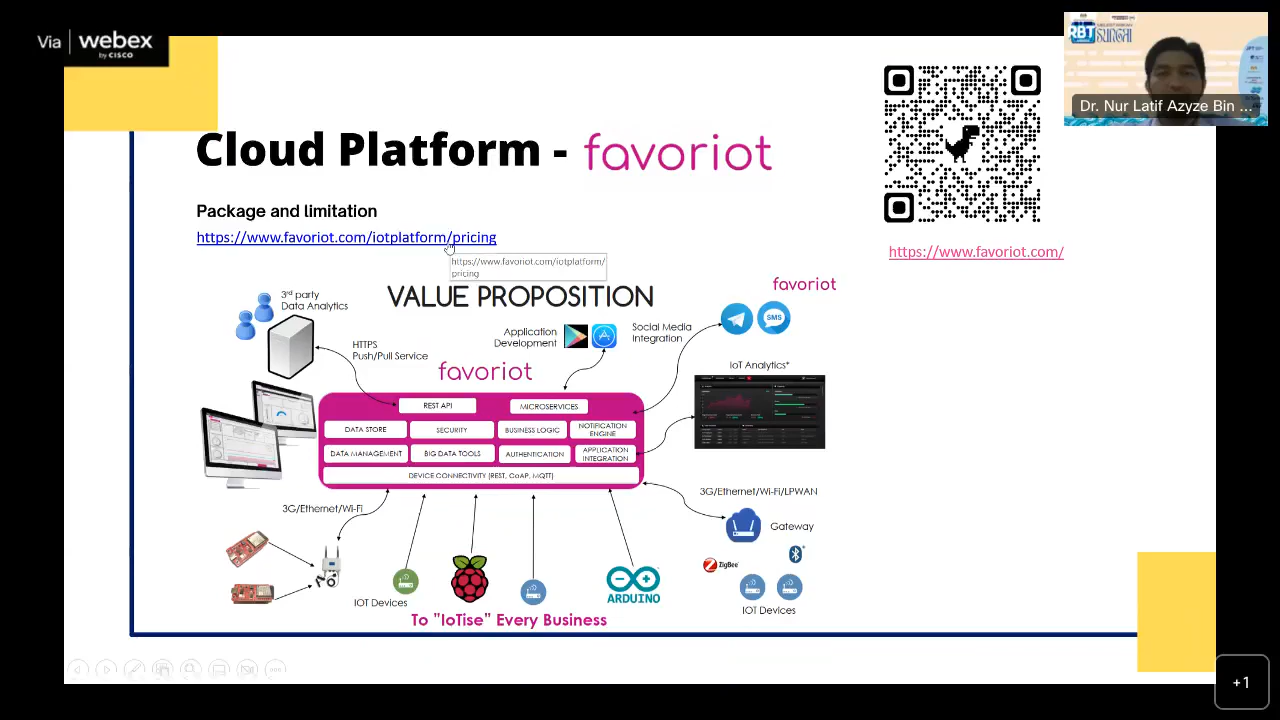 Via webex
by CISCO
RBT
SUNGAI
Dr. Nur Latif Azyze Bin ...
Cloud Platform - favoriot
Package and limitation
https://www.favoriot.com/iotplatform/pricing
https://www.favoriot.com/iotplatform/
pricing
https://www.favoriot.com/
VALUE PROPOSITION
favoriot
3rd party
Data Analytics
HTTPS
Push/Pull Service
Application
Development
Social Media
Integration
SMS
favoriot
IoT Analytics*
REST API
MICROSERVICES
DATA STORE
SECURITY
BUSINESS LOGIC
NOTIFICATION
ENGINE
DATA MANAGEMENT
BIG DATA TOOLS
AUTHENTICATION
APPLICATION
INTEGRATION
DEVICE CONNECTIVITY (REST, CoAP, MQTT)
3G/Ethernet/Wi-Fi
3G/Ethernet/Wi-Fi/LPWAN
Gateway
ZigBee
IOT Devices
ARDUINO
IOT Devices
To "IoTise" Every Business
+1